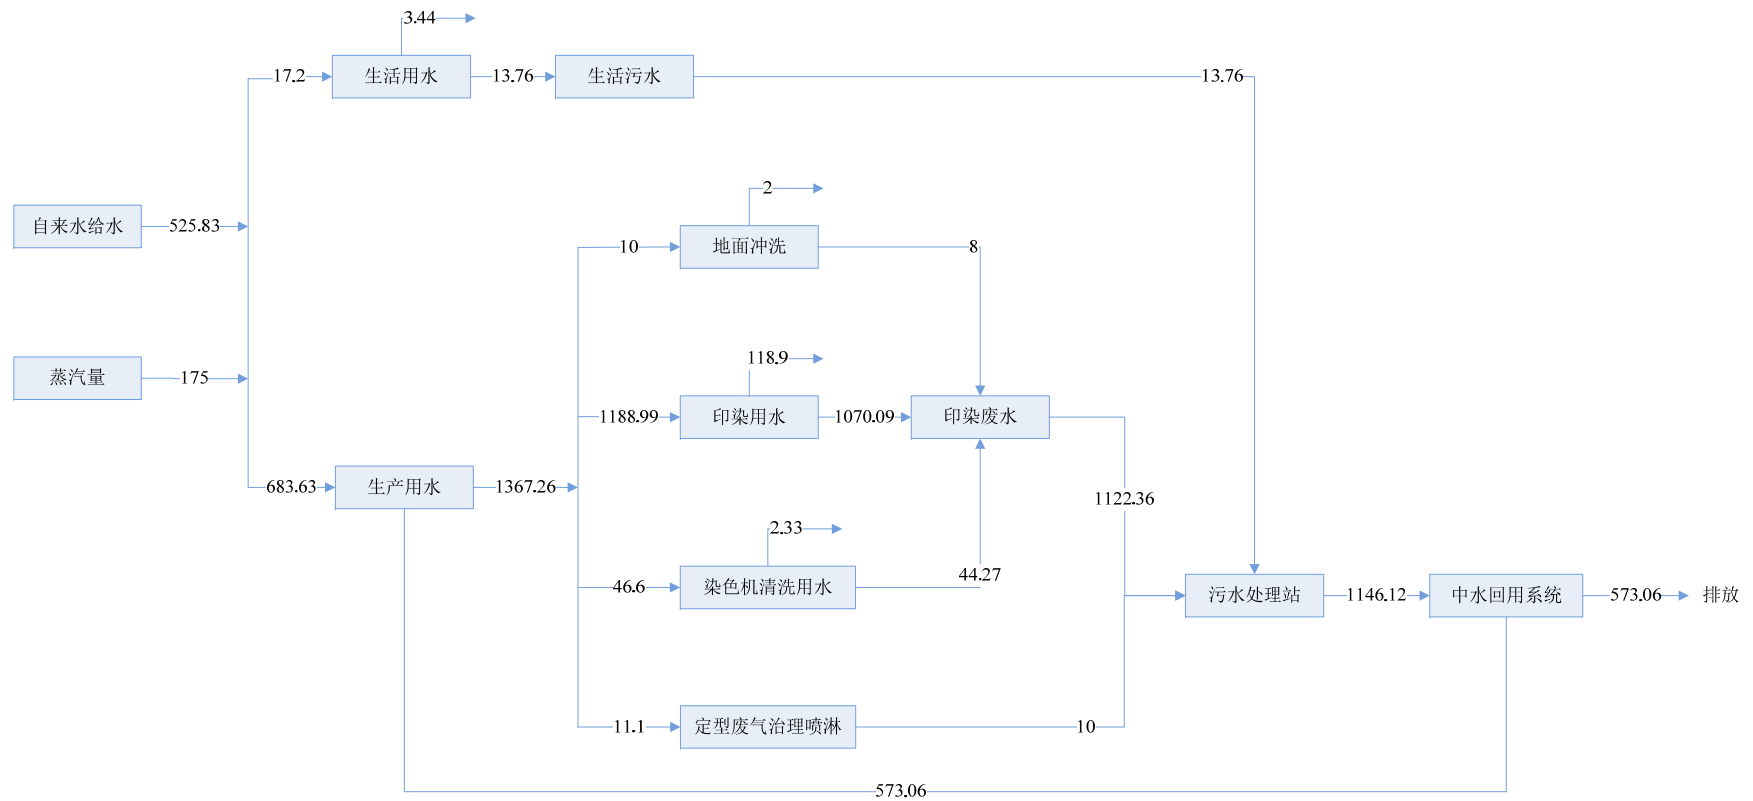 3.44
17.2
生活用水
13.76
生活污水
13.76
2
自来水给水
525.83
10
地面冲洗
8
118.9
蒸汽量
175
1188.99
印染用水
1070.09
印染废水
683.63
生产用水
1367.26
1122.36
2.33
46.6
染色机清洗用水
44.27
污水处理站
1146.12
中水回用系统
573.06
排放
11.1
定型废气治理喷淋
10
573.06